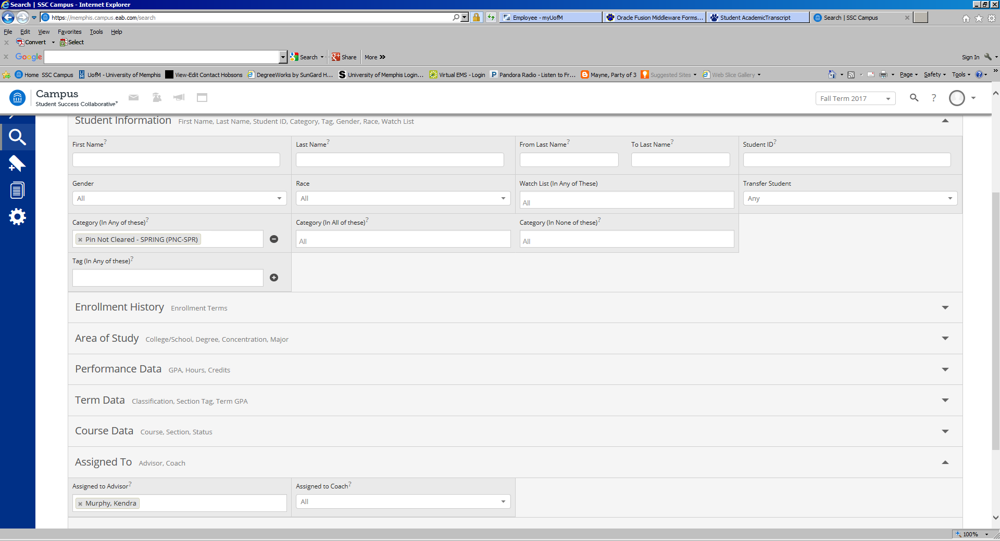 Search | SSC Campus - Internet Explorer
https://memphis.campus.eab.com/search
Employee - myUofM
Oracle Fusion Middleware Forms...
Student AcademicTranscript
Search | SSC Campus
File Edit View Favorites Tools Help
x Convert Select
x Google Search Share More »
Sign In
Home SSC Campus UofM - University of Memphis View-Edit Contact Hobsons DegreeWorks by SunGard H... University of Memphis Login... Virtual EMS - Login Pandora Radio - Listen to Fr... Mayne, Party of 3 Suggested Sites Web Slice Gallery Page Safety Tools »
Campus
Student Success Collaborative™
Fall Term 2017 ?
Student Information First Name, Last Name, Student ID, Category, Tag, Gender, Race, Watch List
First Name? Last Name? From Last Name? To Last Name? Student ID?
Gender Race Watch List (In Any of These) Transfer Student
All All All Any
Category (In Any of these)? Category (In All of these)? Category (In None of these)?
× Pin Not Cleared - SPRING (PNC-SPR) All All
Tag (In Any of these)?
Enrollment History Enrollment Terms
Area of Study College/School, Degree, Concentration, Major
Performance Data GPA, Hours, Credits
Term Data Classification, Section Tag, Term GPA
Course Data Course, Section, Status
Assigned To Advisor, Coach
Assigned to Advisor? Assigned to Coach?
× Murphy, Kendra All
100%